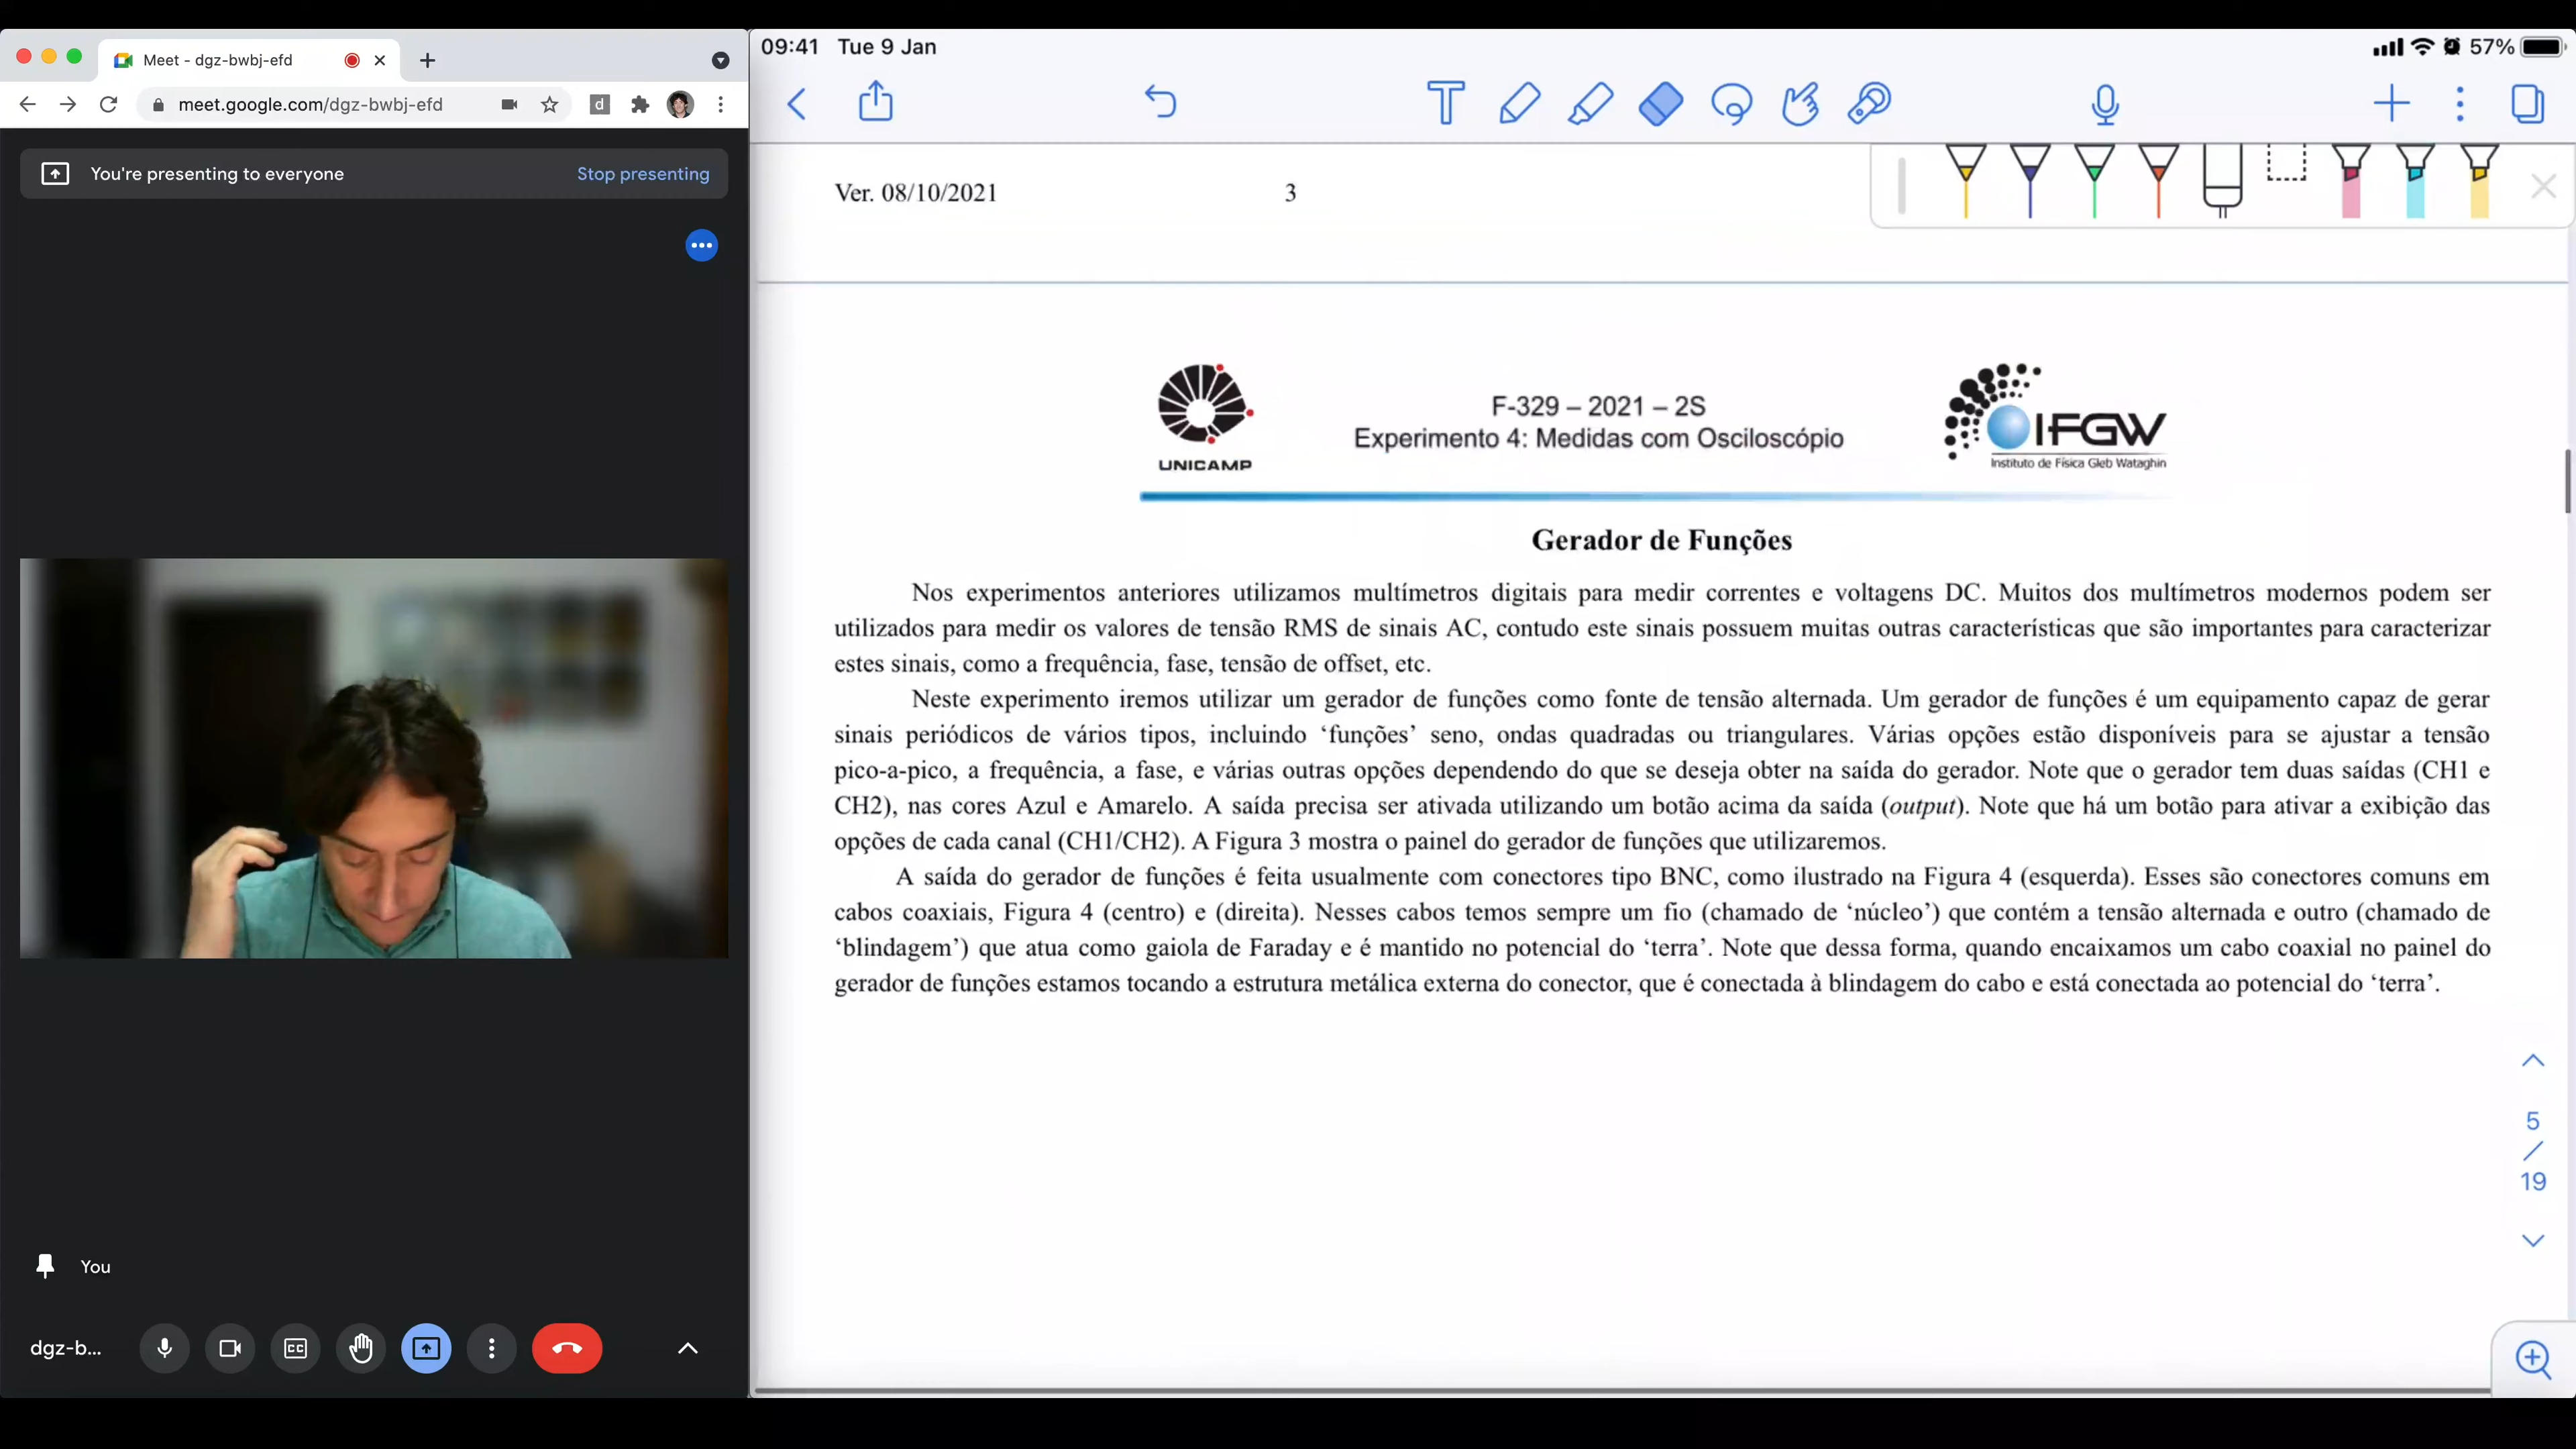 Meet - dgz-bwbj-efd
meet.google.com/dgz-bwbj-efd
d
You're presenting to everyone
Stop presenting
You
dgz-b...
CC
09:41 Tue 9 Jan
57%
T
Ver. 08/10/2021
3
UNICAMP
F-329 – 2021 – 2S
Experimento 4: Medidas com Osciloscópio
IFGW
Instituto de Física Gleb Wataghin
Gerador de Funções
Nos experimentos anteriores utilizamos multímetros digitais para medir correntes e voltagens DC. Muitos dos multímetros modernos podem ser
utilizados para medir os valores de tensão RMS de sinais AC, contudo este sinais possuem muitas outras características que são importantes para caracterizar
estes sinais, como a frequência, fase, tensão de offset, etc.
Neste experimento iremos utilizar um gerador de funções como fonte de tensão alternada. Um gerador de funções é um equipamento capaz de gerar
sinais periódicos de vários tipos, incluindo ‘funções’ seno, ondas quadradas ou triangulares. Várias opções estão disponíveis para se ajustar a tensão
pico-a-pico, a frequência, a fase, e várias outras opções dependendo do que se deseja obter na saída do gerador. Note que o gerador tem duas saídas (CH1 e
CH2), nas cores Azul e Amarelo. A saída precisa ser ativada utilizando um botão acima da saída (output). Note que há um botão para ativar a exibição das
opções de cada canal (CH1/CH2). A Figura 3 mostra o painel do gerador de funções que utilizaremos.
A saída do gerador de funções é feita usualmente com conectores tipo BNC, como ilustrado na Figura 4 (esquerda). Esses são conectores comuns em
cabos coaxiais, Figura 4 (centro) e (direita). Nesses cabos temos sempre um fio (chamado de ‘núcleo’) que contém a tensão alternada e outro (chamado de
‘blindagem’) que atua como gaiola de Faraday e é mantido no potencial do ‘terra’. Note que dessa forma, quando encaixamos um cabo coaxial no painel do
gerador de funções estamos tocando a estrutura metálica externa do conector, que é conectada à blindagem do cabo e está conectada ao potencial do ‘terra’.
5
/
19